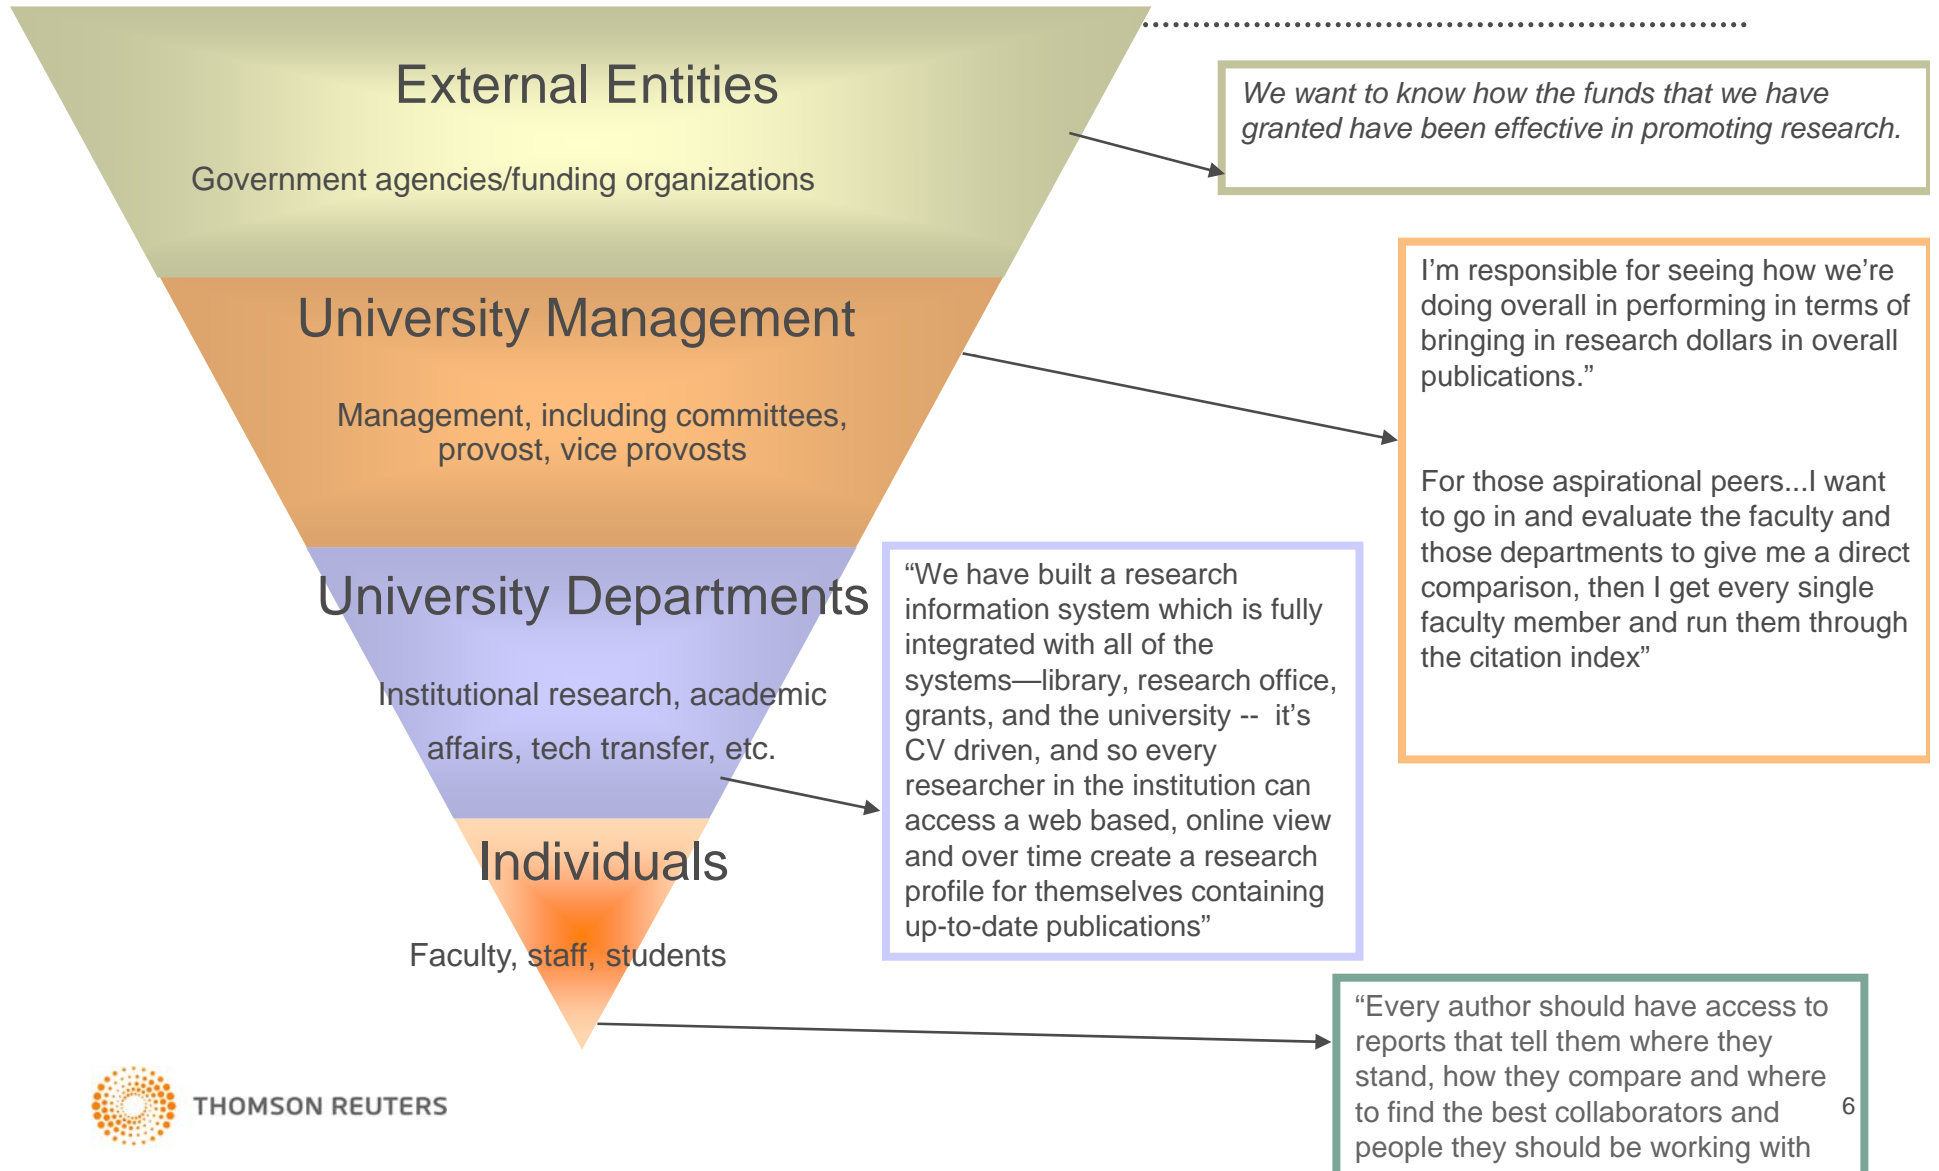 External Entities
Government agencies/funding organizations
We want to know how the funds that we have
granted have been effective in promoting research.
University Management
Management, including committees,
provost, vice provosts
I’m responsible for seeing how we’re
doing overall in performing in terms of
bringing in research dollars in overall
publications.”
For those aspirational peers...I want
to go in and evaluate the faculty and
those departments to give me a direct
comparison, then I get every single
faculty member and run them through
the citation index”
University Departments
Institutional research, academic
affairs, tech transfer, etc.
“We have built a research
information system which is fully
integrated with all of the
systems—library, research office,
grants, and the university -- it’s
CV driven, and so every
researcher in the institution can
access a web based, online view
and over time create a research
profile for themselves containing
up-to-date publications”
Individuals
Faculty, staff, students
“Every author should have access to
reports that tell them where they
stand, how they compare and where
to find the best collaborators and
people they should be working with
THOMSON REUTERS
6